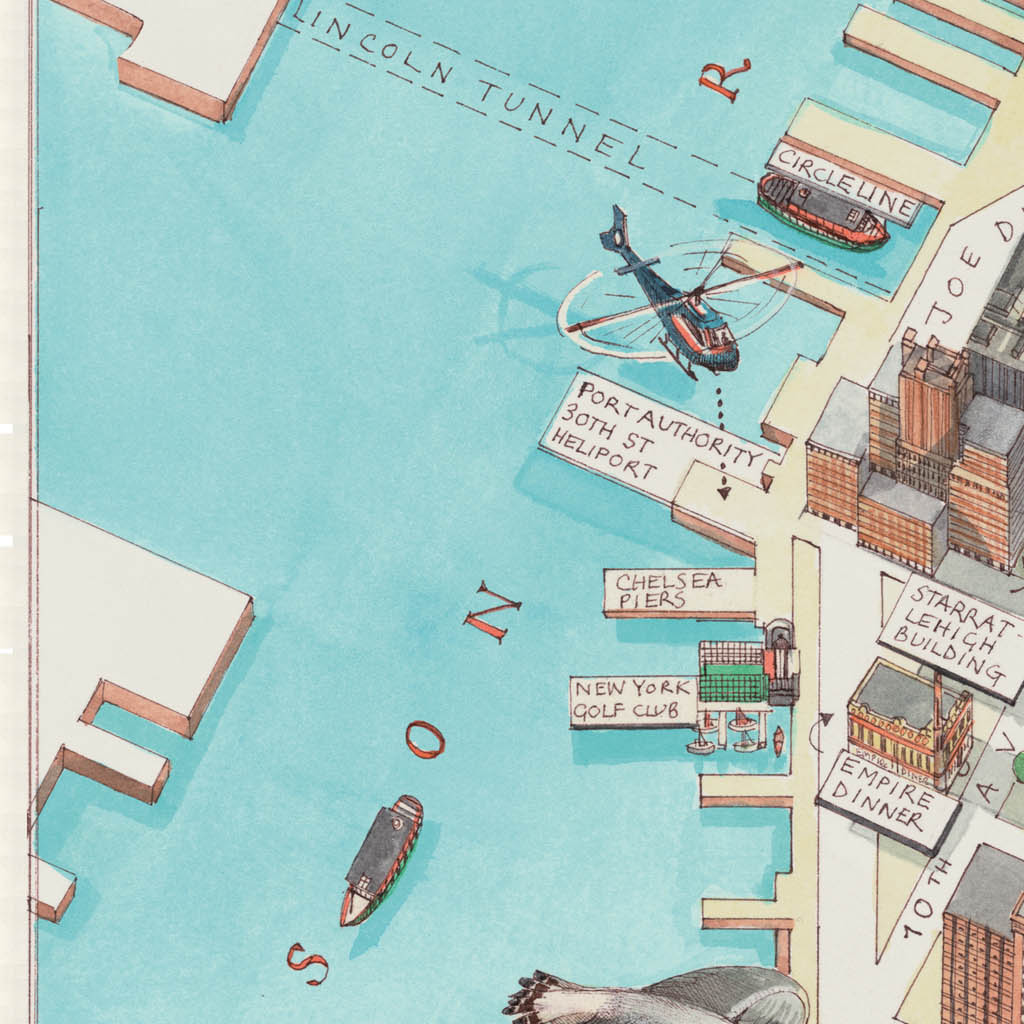 LINCOLN TUNNEL
R
CIRCLELINE
JOE D
PORT AUTHORITY
30TH ST
HELIPORT
CHELSEA
PIERS
N
STARRAT-
LEHIGH
BUILDING
NEW YORK
GOLF CLUB
O
EMPIRE DINER
AV
EMPIRE
DINNER
10TH
S